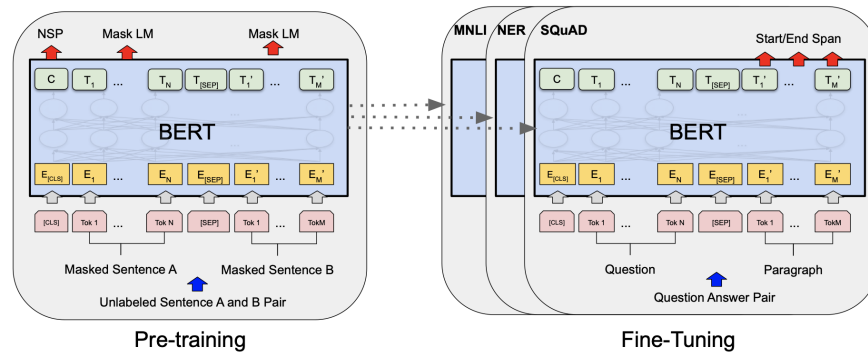 NSP Mask LM Mask LM
C T1 ... TN T[SEP] T1' ... TM'
BERT
E[CLS] E1 ... EN E[SEP] E1' ... EM'
[CLS] Tok 1 ... Tok N [SEP] Tok 1 ... TokM
Masked Sentence A Masked Sentence B
Unlabeled Sentence A and B Pair
Pre-training
MNLI NER SQuAD Start/End Span
C T1 ... TN T[SEP] T1' ... TM'
BERT
E[CLS] E1 ... EN E[SEP] E1' ... EM'
[CLS] Tok 1 ... Tok N [SEP] Tok 1 ... TokM
Question Paragraph
Question Answer Pair
Fine-Tuning